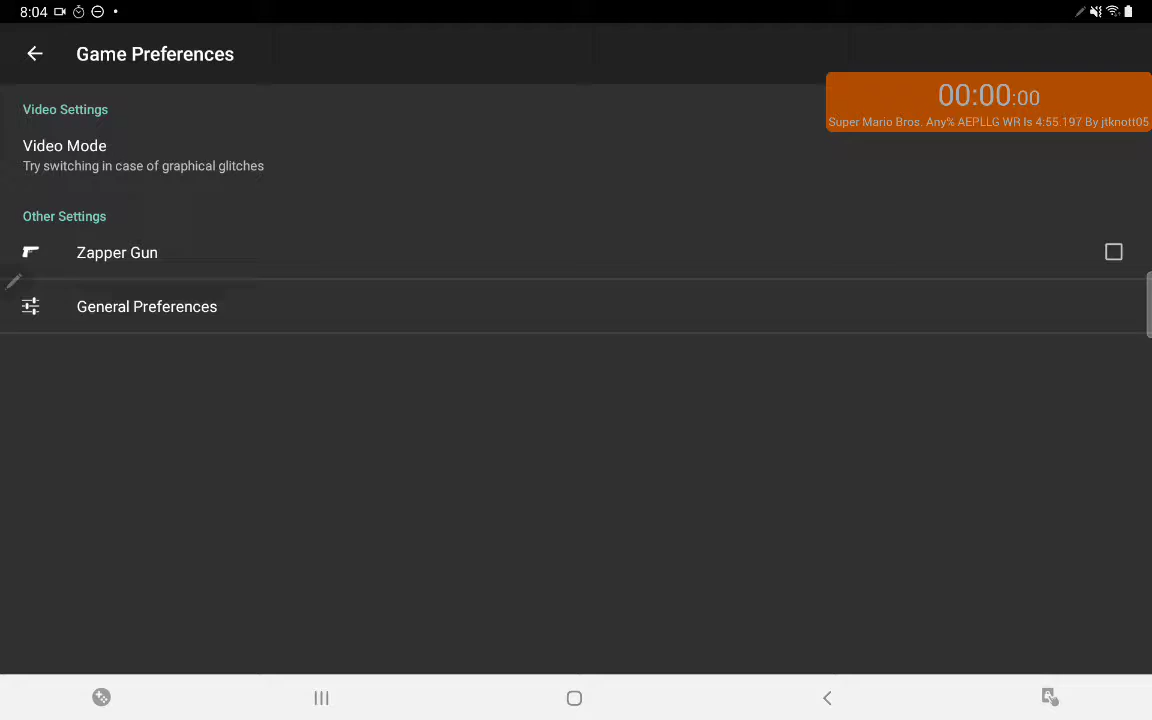 8:04
Game Preferences
00:00:00
Super Mario Bros. Any% AEPLLG WR Is 4:55.197 By jtknott05
Video Settings
Video Mode
Try switching in case of graphical glitches
Other Settings
Zapper Gun
General Preferences